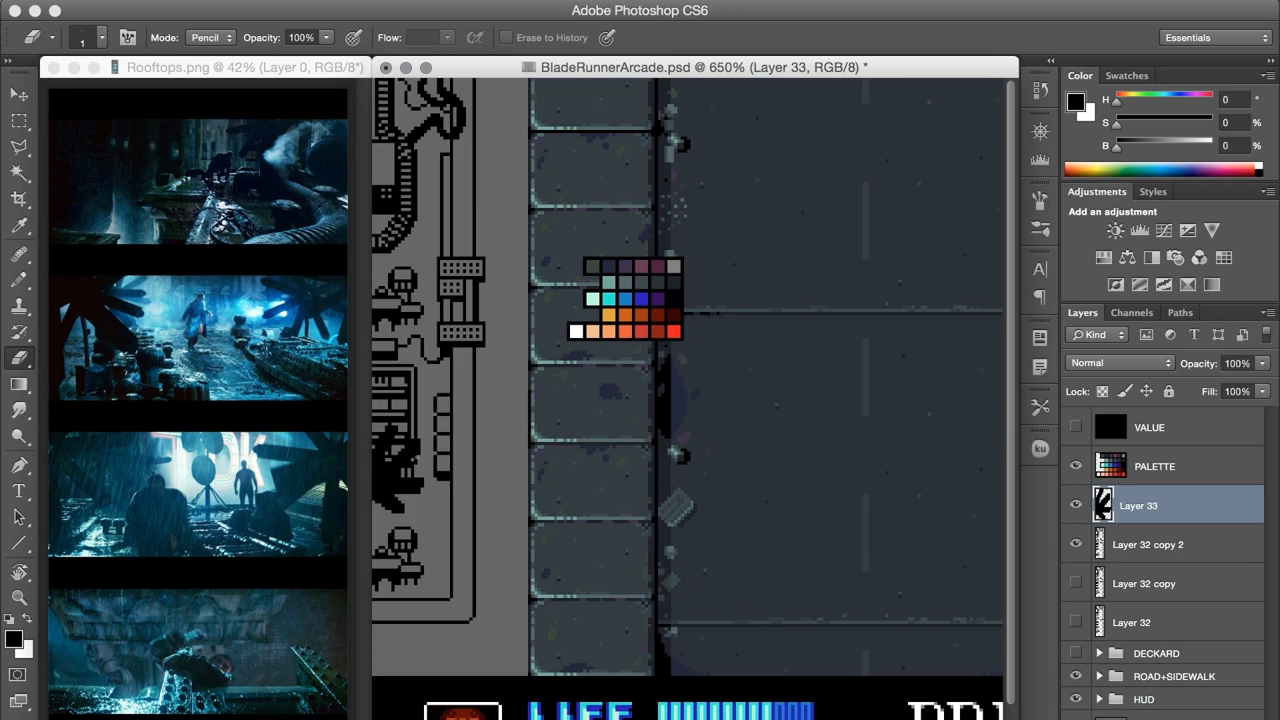 Adobe Photoshop CS6
1 Mode: Pencil Opacity: 100% Flow: Erase to History Essentials
Rooftops.png @ 42% (Layer 0, RGB/8*)
BladeRunnerArcade.psd @ 650% (Layer 33, RGB/8) *
Color Swatches
H 0 °
S 0 %
B 0 %
Adjustments Styles
Add an adjustment
Layers Channels Paths
Kind
Normal Opacity: 100%
Lock: Fill: 100%
VALUE
PALETTE
Layer 33
Layer 32 copy 2
Layer 32 copy
Layer 32
DECKARD
ROAD+SIDEWALK
HUD
ku
LIFE